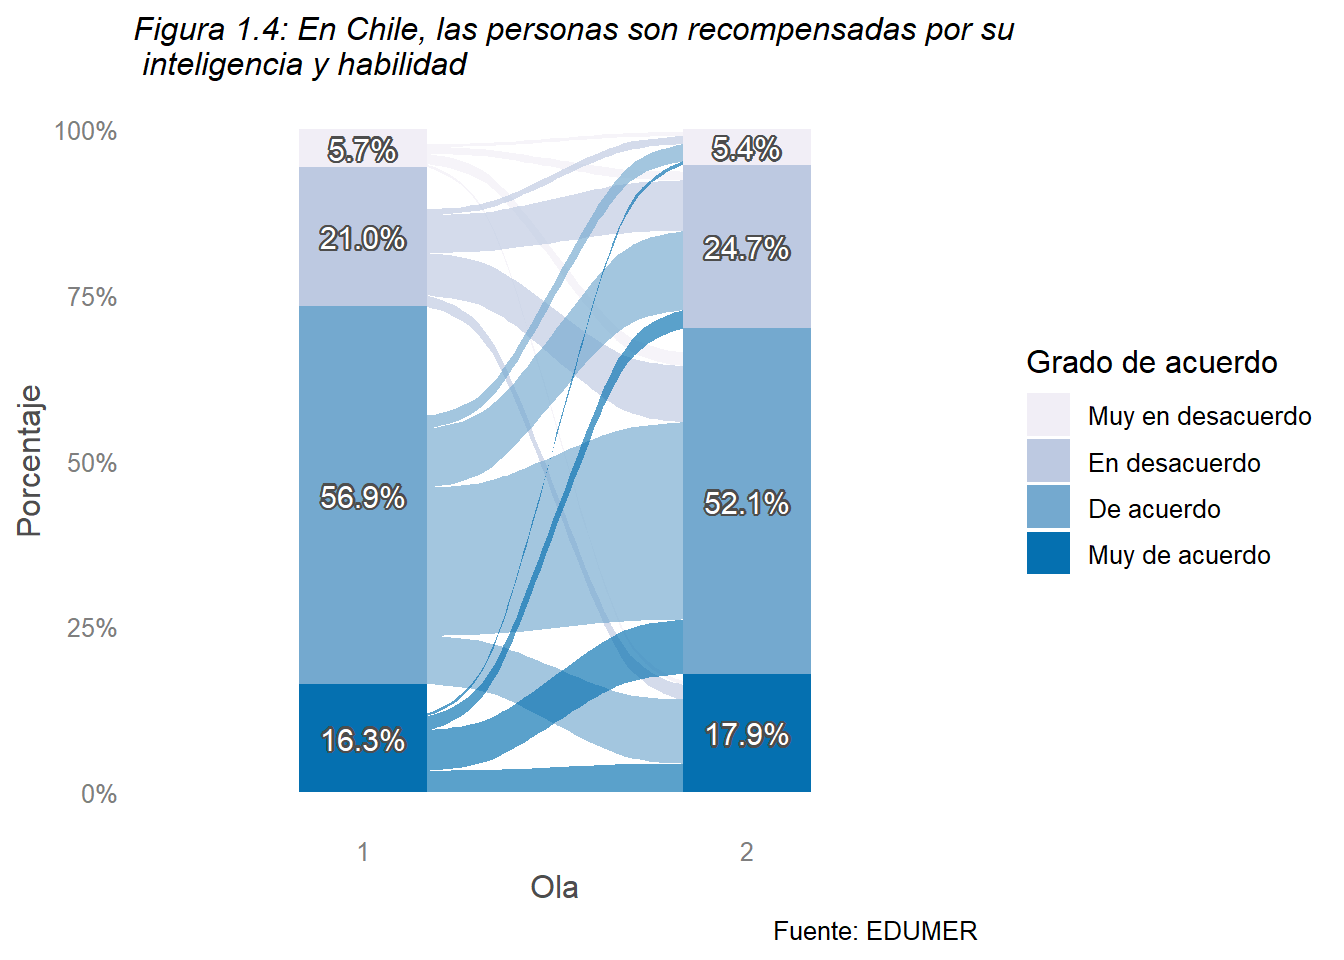 Figura 1.4: En Chile, las personas son recompensadas por su
inteligencia y habilidad
100%
75%
50%
25%
0%
Porcentaje
5.7%
21.0%
56.9%
16.3%
5.4%
24.7%
52.1%
17.9%
1
2
Ola
Grado de acuerdo
Muy en desacuerdo
En desacuerdo
De acuerdo
Muy de acuerdo
Fuente: EDUMER